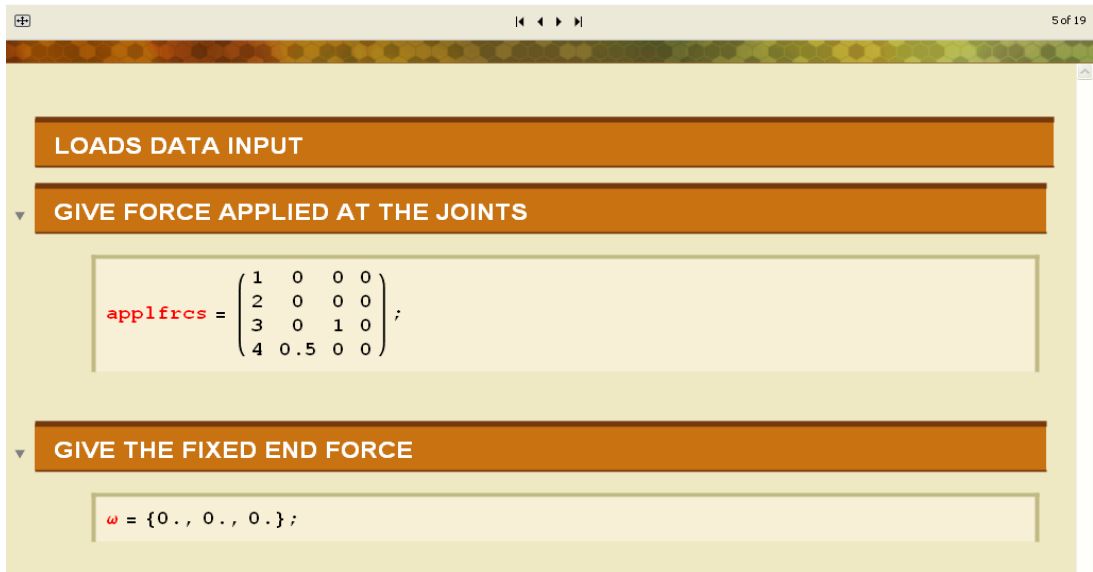 5 of 19
LOADS DATA INPUT
GIVE FORCE APPLIED AT THE JOINTS
applfrcs = ( 1 0 0 0
2 0 0 0
3 0 1 0
4 0.5 0 0 ) ;
GIVE THE FIXED END FORCE
ω = {0., 0., 0.};